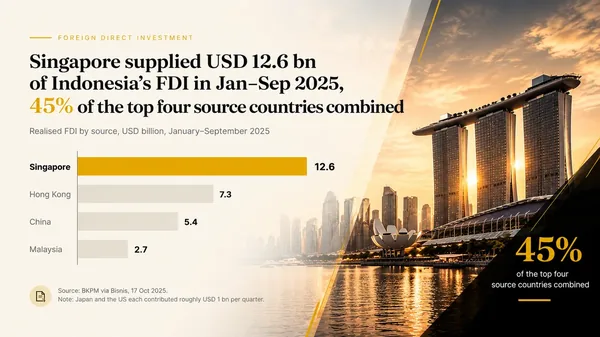 FOREIGN DIRECT INVESTMENT
Singapore supplied USD 12.6 bn
of Indonesia's FDI in Jan–Sep 2025,
45% of the top four source countries combined
Realised FDI by source, USD billion, January–September 2025
Singapore 12.6
Hong Kong 7.3
China 5.4
Malaysia 2.7
Source: BKPM via Bisnis, 17 Oct 2025.
Note: Japan and the US each contributed roughly USD 1 bn per quarter.
45%
of the top four
source countries combined